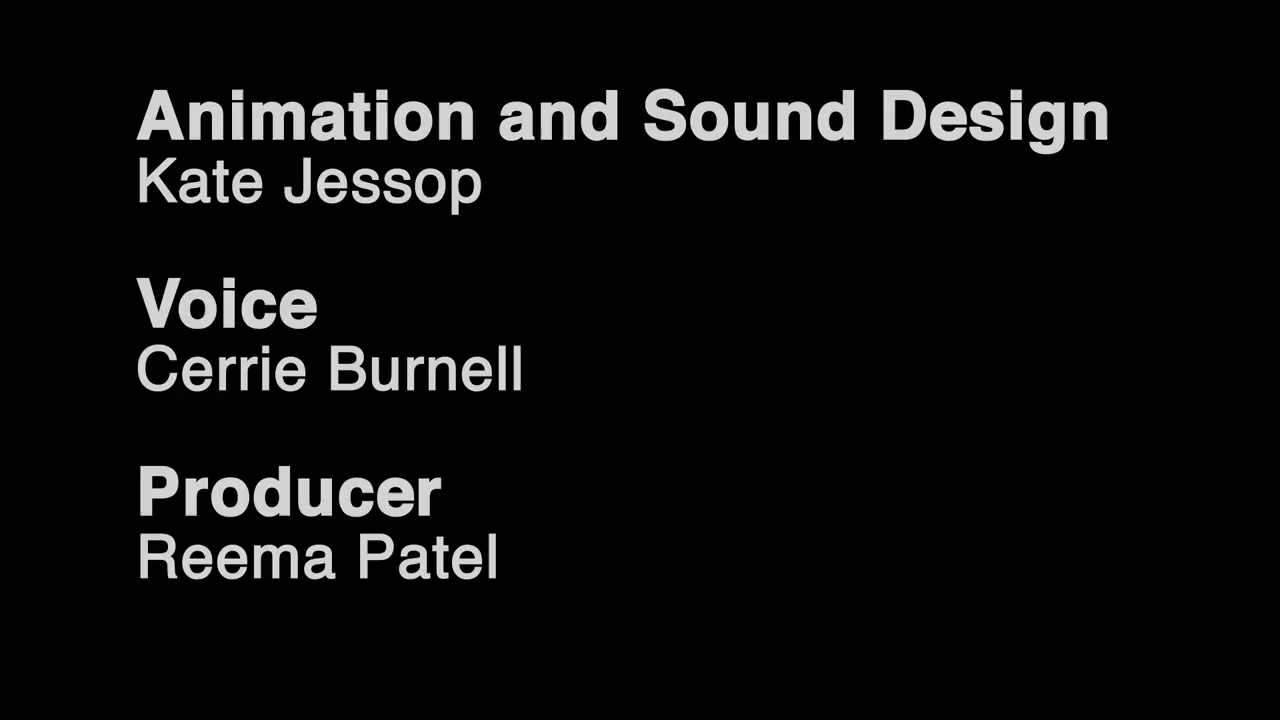 Animation and Sound Design
Kate Jessop
Voice
Cerrie Burnell
Producer
Reema Patel